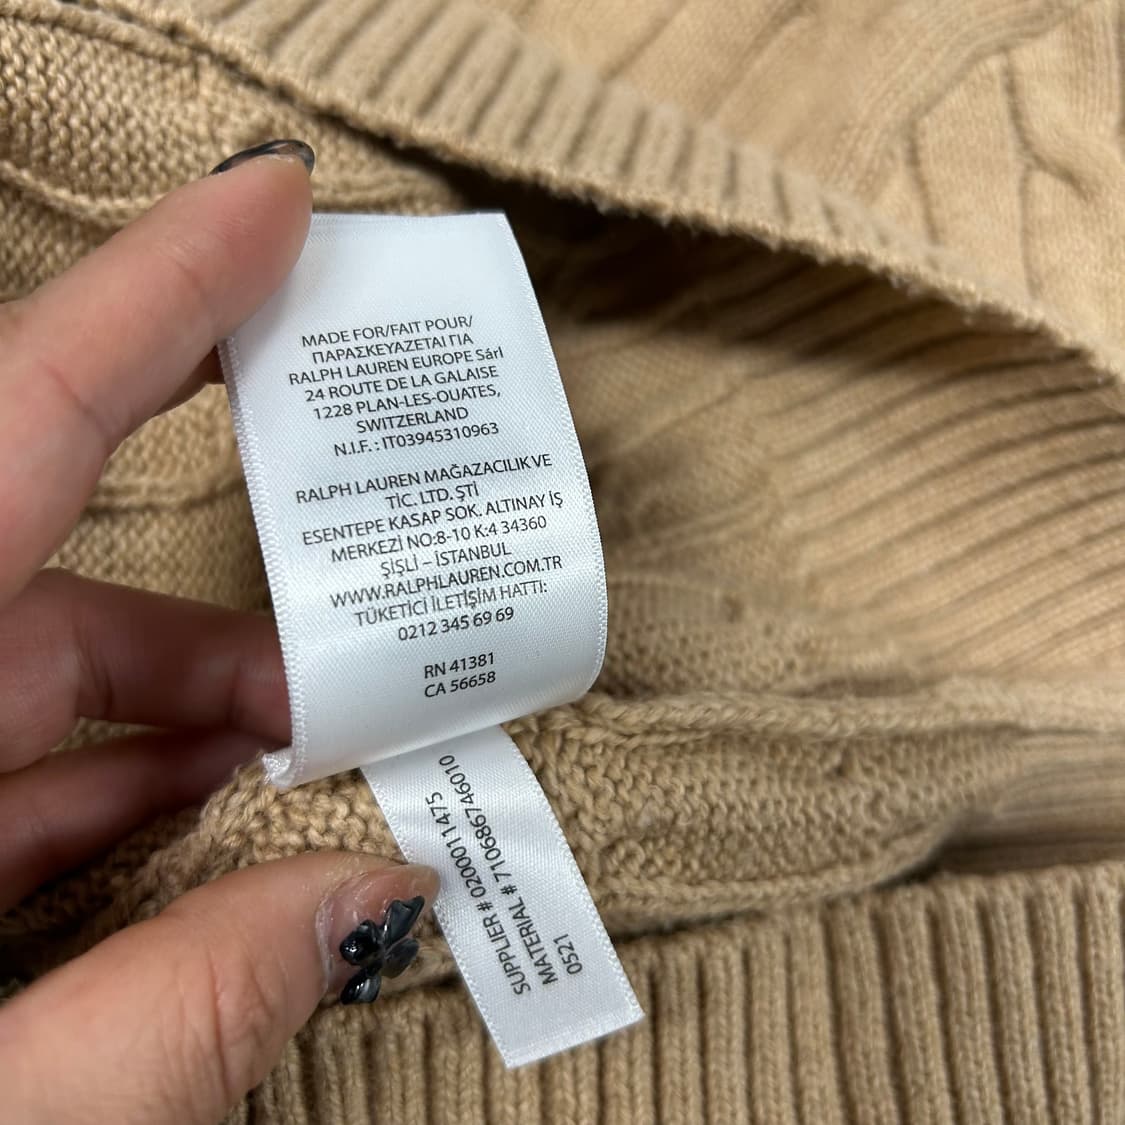 MADE FOR/FAIT POUR/
ΠΑΡΑΣΚΕΥΑΖΕΤΑΙ ΓΙΑ
RALPH LAUREN EUROPE Sárl
24 ROUTE DE LA GALAISE
1228 PLAN-LES-OUATES,
SWITZERLAND
N.I.F. : IT03945310963
RALPH LAUREN MAĞAZACILIK VE
TİC. LTD. ŞTİ
ESENTEPE KASAP SOK. ALTINAY İŞ
MERKEZİ NO:8-10 K:4 34360
ŞİŞLİ – İSTANBUL
WWW.RALPHLAUREN.COM.TR
TÜKETİCİ İLETİŞİM HATTI:
0212 345 69 69
RN 41381
CA 56658
SUPPLIER # 0200011475
MATERIAL # 710686746010
0521